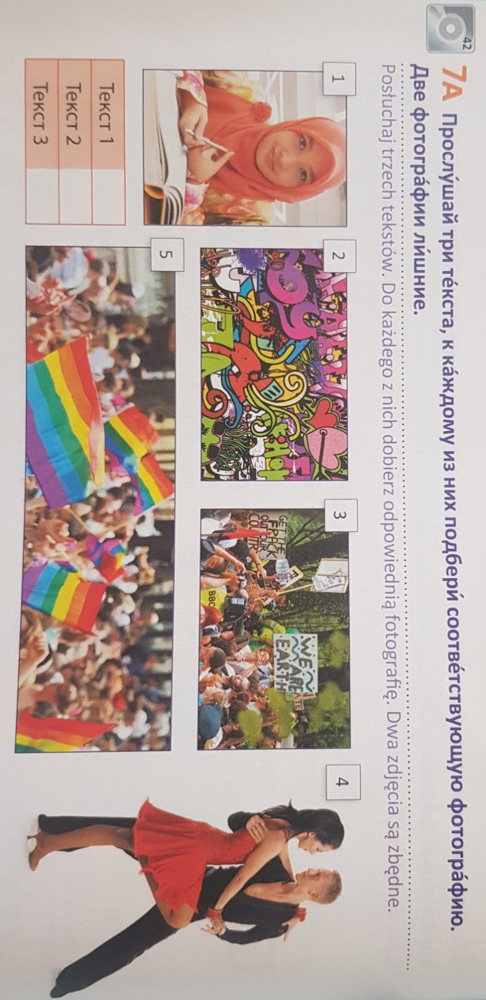 42
7A Прослу́шай три те́кста, к ка́ждому из них подбери́ соотве́тствующую фотогра́фию.
Две фотогра́фии ли́шние.
Posłuchaj trzech tekstów. Do każdego z nich dobierz odpowiednią fotografię. Dwa zdjęcia są zbędne.
1
2
3
GET THE
FRACK
OUT OUR
COUNTR
BBC
WE
ARE
EARTH
4
5
Текст 1
Текст 2
Текст 3